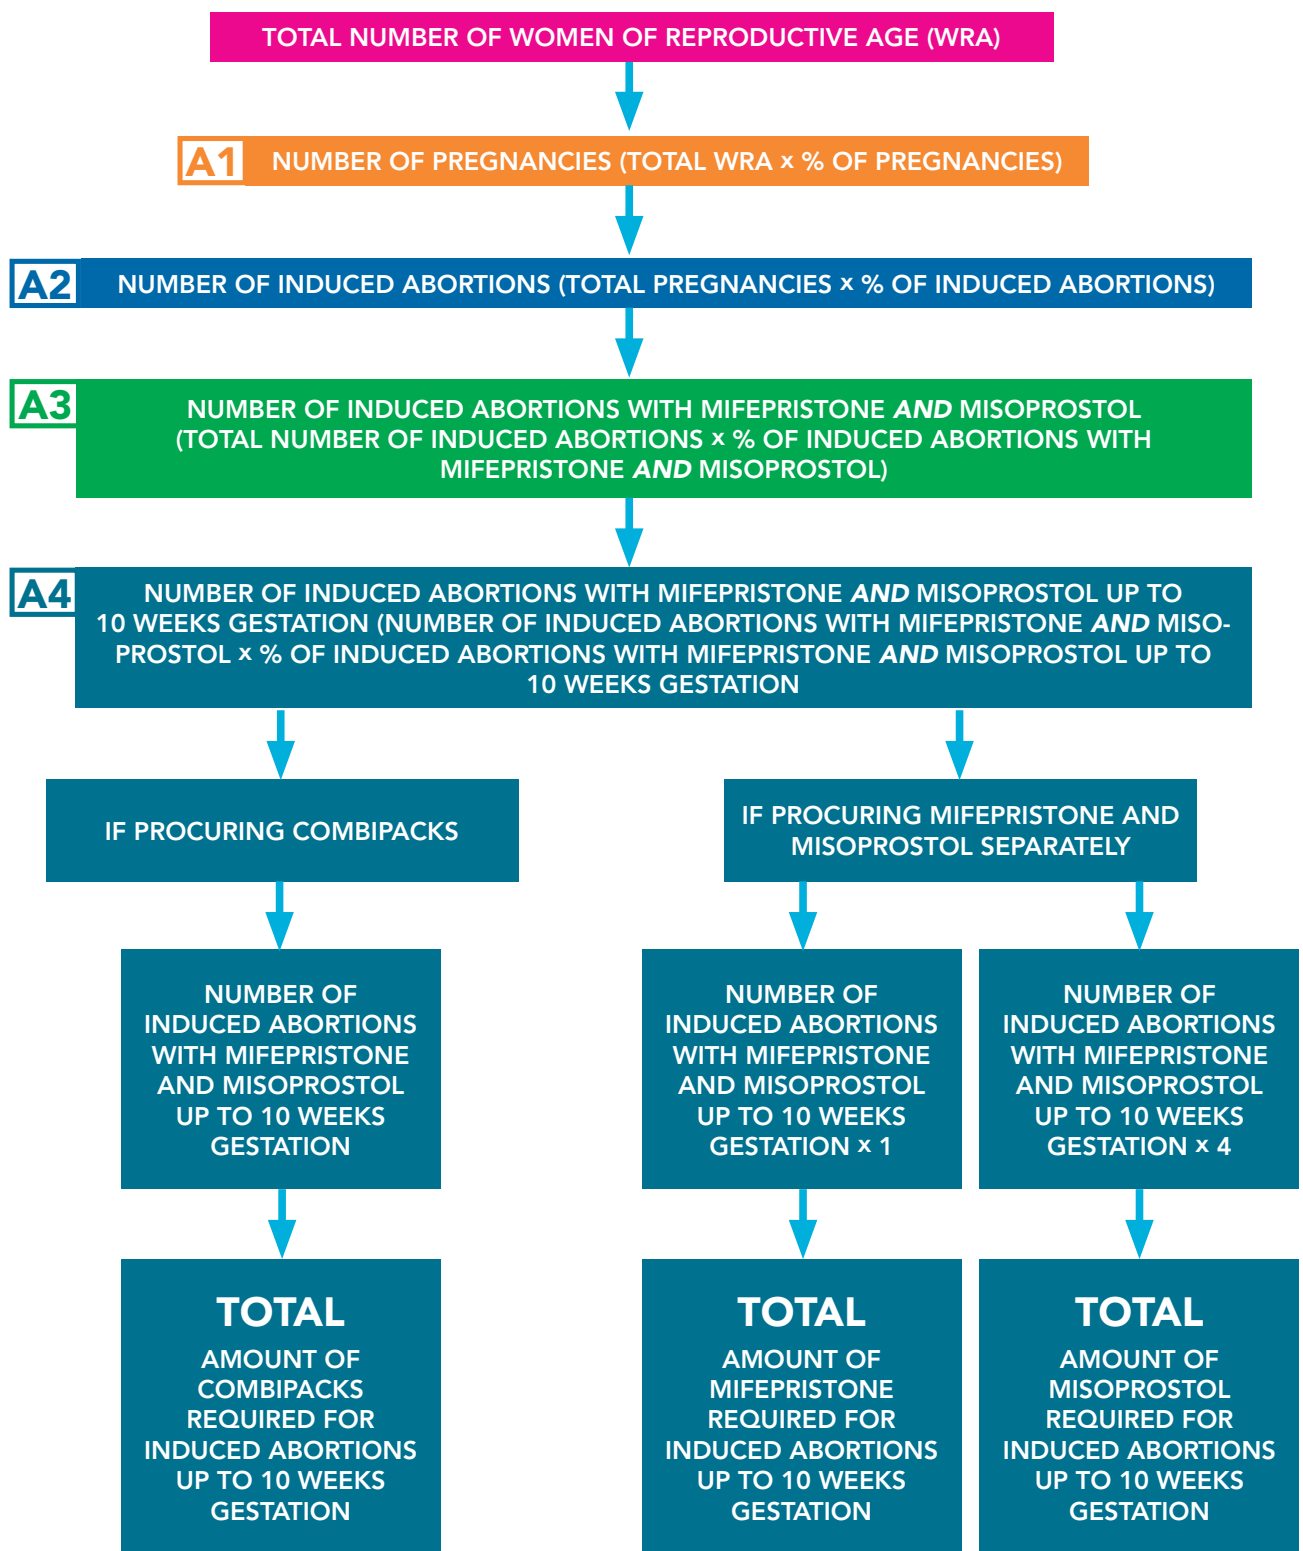 TOTAL NUMBER OF WOMEN OF REPRODUCTIVE AGE (WRA)
A1
NUMBER OF PREGNANCIES (TOTAL WRA x % OF PREGNANCIES)
A2
NUMBER OF INDUCED ABORTIONS (TOTAL PREGNANCIES x % OF INDUCED ABORTIONS)
A3
NUMBER OF INDUCED ABORTIONS WITH MIFEPRISTONE AND MISOPROSTOL
(TOTAL NUMBER OF INDUCED ABORTIONS x % OF INDUCED ABORTIONS WITH
MIFEPRISTONE AND MISOPROSTOL)
A4
NUMBER OF INDUCED ABORTIONS WITH MIFEPRISTONE AND MISOPROSTOL UP TO
10 WEEKS GESTATION (NUMBER OF INDUCED ABORTIONS WITH MIFEPRISTONE AND MISO-
PROSTOL x % OF INDUCED ABORTIONS WITH MIFEPRISTONE AND MISOPROSTOL UP TO
10 WEEKS GESTATION
IF PROCURING COMBIPACKS
IF PROCURING MIFEPRISTONE AND
MISOPROSTOL SEPARATELY
NUMBER OF
INDUCED ABORTIONS
WITH MIFEPRISTONE
AND MISOPROSTOL
UP TO 10 WEEKS
GESTATION
NUMBER OF
INDUCED ABORTIONS
WITH MIFEPRISTONE
AND MISOPROSTOL
UP TO 10 WEEKS
GESTATION x 1
NUMBER OF
INDUCED ABORTIONS
WITH MIFEPRISTONE
AND MISOPROSTOL
UP TO 10 WEEKS
GESTATION x 4
TOTAL
AMOUNT OF
COMBIPACKS
REQUIRED FOR
INDUCED ABORTIONS
UP TO 10 WEEKS
GESTATION
TOTAL
AMOUNT OF
MIFEPRISTONE
REQUIRED FOR
INDUCED ABORTIONS
UP TO 10 WEEKS
GESTATION
TOTAL
AMOUNT OF
MISOPROSTOL
REQUIRED FOR
INDUCED ABORTIONS
UP TO 10 WEEKS
GESTATION